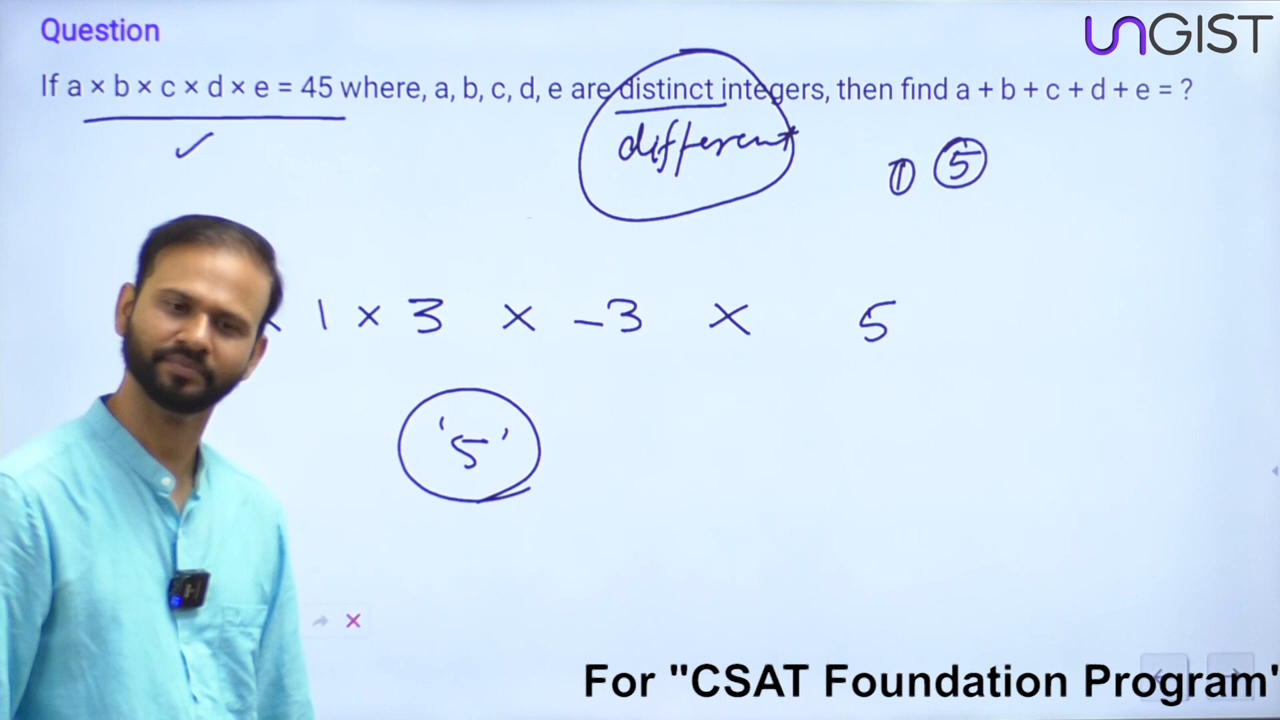 Question
UNGIST
If a × b × c × d × e = 45 where, a, b, c, d, e are distinct integers, then find a + b + c + d + e = ?
different
① ⑤
× 1 × 3 × -3 × 5
'5'
For "CSAT Foundation Program"